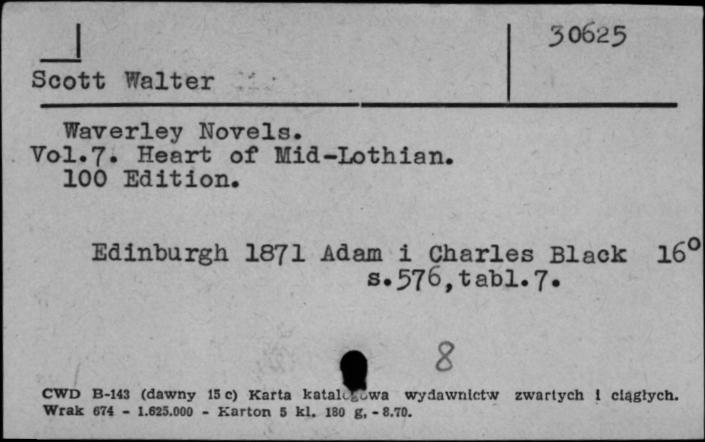 30625
Scott Walter
Waverley Novels.
Vol.7. Heart of Mid-Lothian.
100 Edition.
Edinburgh 1871 Adam i Charles Black 16°
s.576,tabl.7.
8
CWD B-143 (dawny 15 c) Karta katalogowa wydawnictw zwartych i ciągłych.
Wrak 674 - 1.625.000 - Karton 5 kl. 180 g, - 8.70.